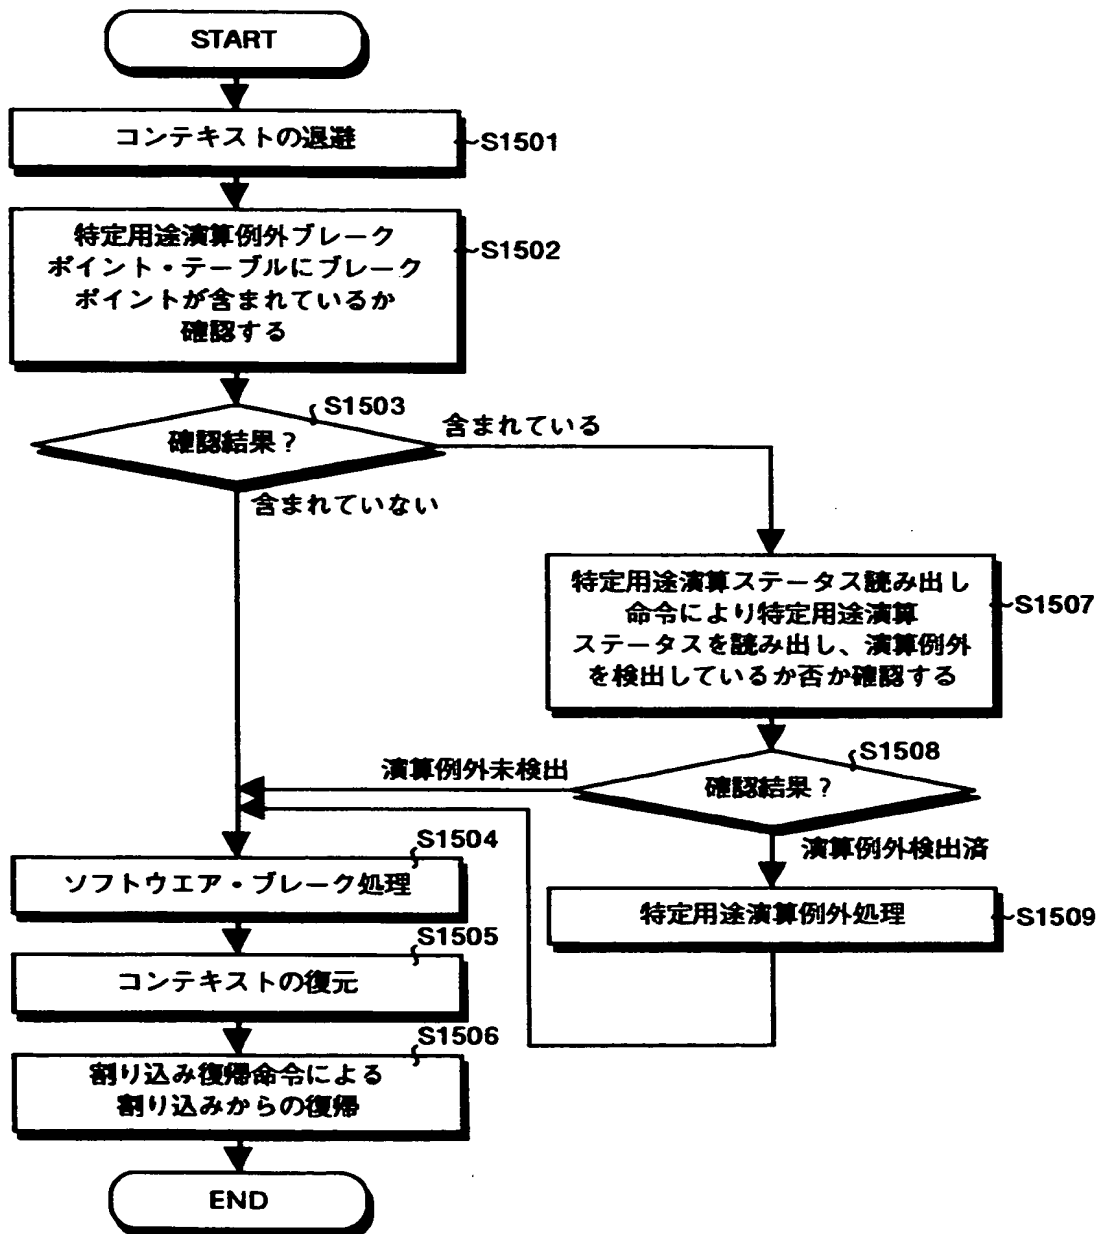 START
コンテキストの退避
S1501
特定用途演算例外ブレーク
ポイント・テーブルにブレーク
ポイントが含まれているか
確認する
S1502
S1503
確認結果？
含まれている
含まれていない
特定用途演算ステータス読み出し
命令により特定用途演算
ステータスを読み出し、演算例外
を検出しているか否か確認する
S1507
S1508
確認結果？
演算例外未検出
演算例外検出済
特定用途演算例外処理
S1509
S1504
ソフトウエア・ブレーク処理
S1505
コンテキストの復元
S1506
割り込み復帰命令による
割り込みからの復帰
END